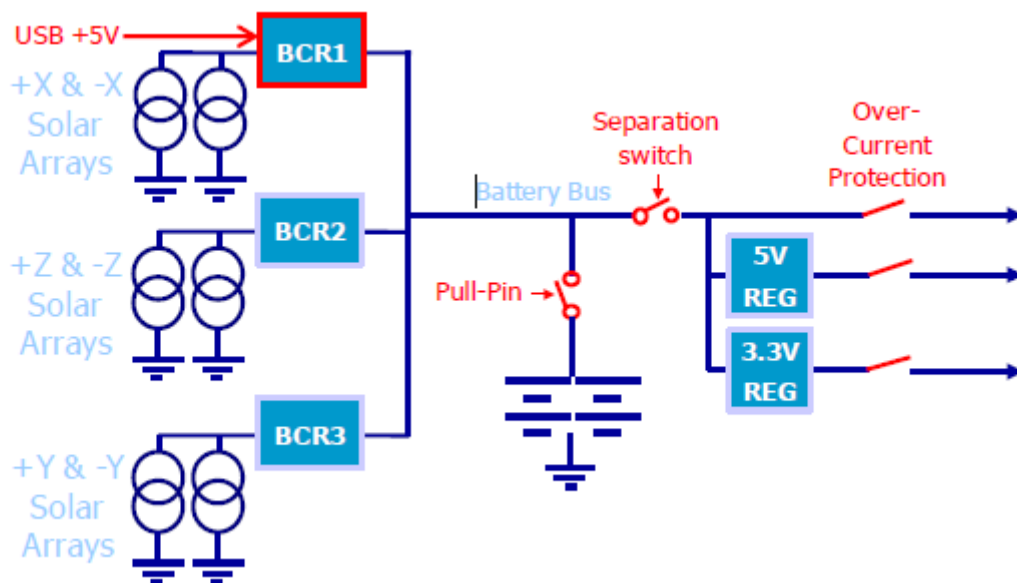 USB +5V
BCR1
+X & -X
Solar
Arrays
Separation
switch
Over-
Current
Protection
Battery Bus
BCR2
+Z & -Z
Solar
Arrays
Pull-Pin
5V
REG
3.3V
REG
BCR3
+Y & -Y
Solar
Arrays